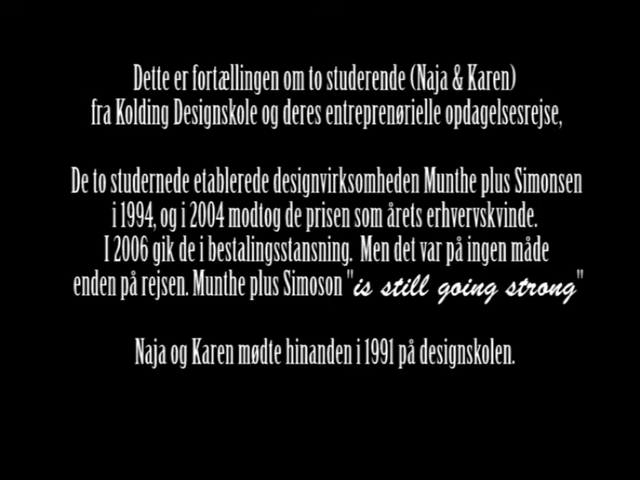 Dette er fortællingen om to studerende (Naja & Karen)
fra Kolding Designskole og deres entreprenørielle opdagelsesrejse,
De to studernede etablerede designvirksomheden Munthe plus Simonsen
i 1994, og i 2004 modtog de prisen som årets erhvervskvinde.
I 2006 gik de i bestalingsstansning. Men det var på ingen måde
enden på rejsen. Munthe plus Simoson "is still going strong"
Naja og Karen mødte hinanden i 1991 på designskolen.